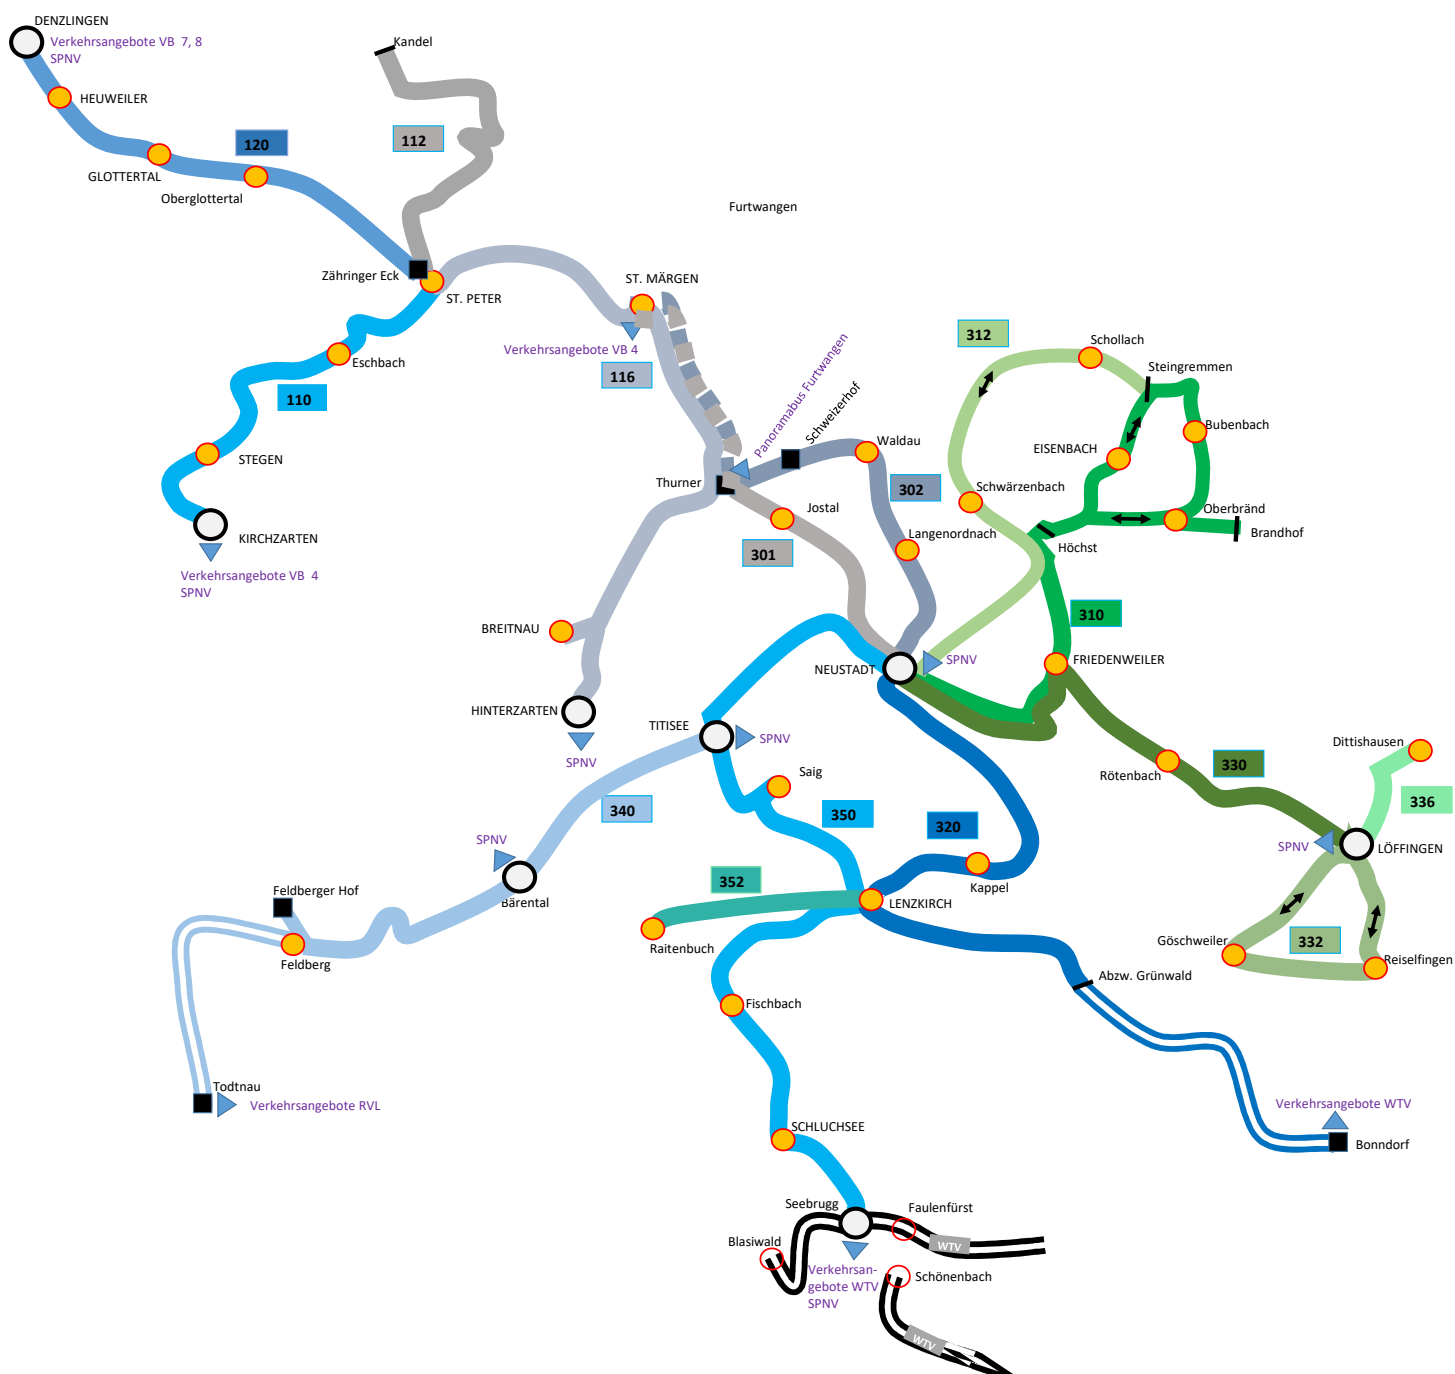 DENZLINGEN
Verkehrsangebote VB 7, 8
SPNV
Kandel
HEUWEILER
120
112
GLOTTERTAL
Oberglottertal
Furtwangen
Zähringer Eck
ST. PETER
ST. MÄRGEN
Verkehrsangebote VB 4
116
Eschbach
110
STEGEN
KIRCHZARTEN
Verkehrsangebote VB 4
SPNV
Panoramabus Furtwangen
Schweizerhof
Thurner
Waldau
302
Jostal
301
Langenordnach
312
Schollach
Steingremmen
Bubenbach
EISENBACH
Schwärzenbach
Oberbränd
Brandhof
Höchst
310
BREITNAU
NEUSTADT
SPNV
FRIEDENWEILER
HINTERZARTEN
SPNV
TITISEE
SPNV
Dittishausen
Rötenbach
330
336
Saig
340
350
320
SPNV
LÖFFINGEN
SPNV
352
Kappel
Feldberger Hof
Bärental
LENZKIRCH
Raitenbuch
Göschweiler
332
Reiselfingen
Feldberg
Abzw. Grünwald
Fischbach
Todtnau
Verkehrsangebote RVL
Verkehrsangebote WTV
Bonndorf
SCHLUCHSEE
Seebrugg
Faulenfürst
Blasiwald
WTV
Verkehrsan-
gebote WTV
SPNV
Schönenbach
WTV